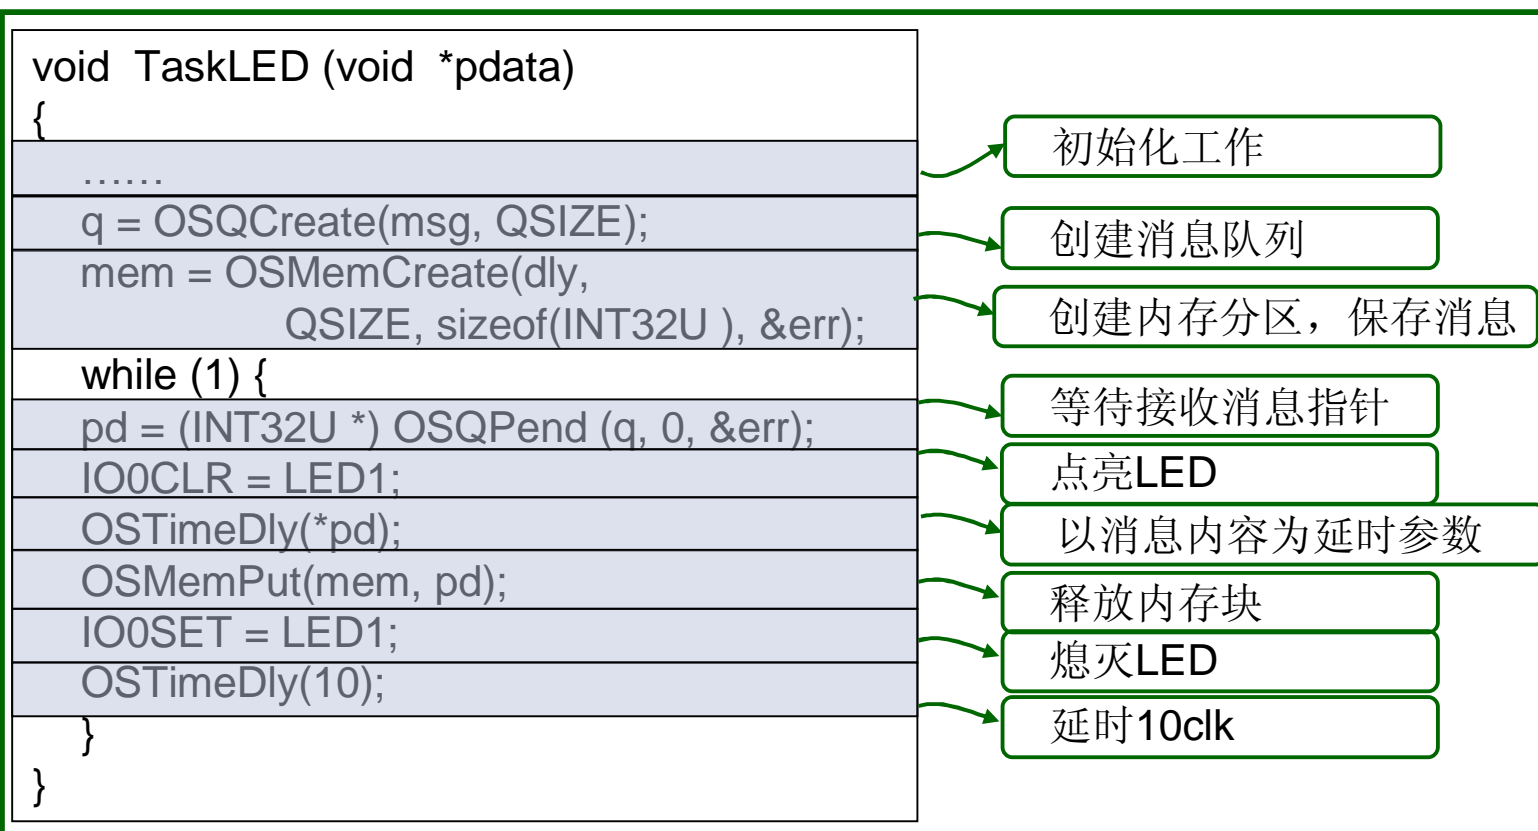 void TaskLED (void *pdata)
{
……
初始化工作
q = OSQCreate(msg, QSIZE);
创建消息队列
mem = OSMemCreate(dly,
QSIZE, sizeof(INT32U ), &err);
创建内存分区，保存消息
while (1) {
pd = (INT32U *) OSQPend (q, 0, &err);
等待接收消息指针
IO0CLR = LED1;
点亮LED
OSTimeDly(*pd);
以消息内容为延时参数
OSMemPut(mem, pd);
释放内存块
IO0SET = LED1;
熄灭LED
OSTimeDly(10);
延时10clk
}
}